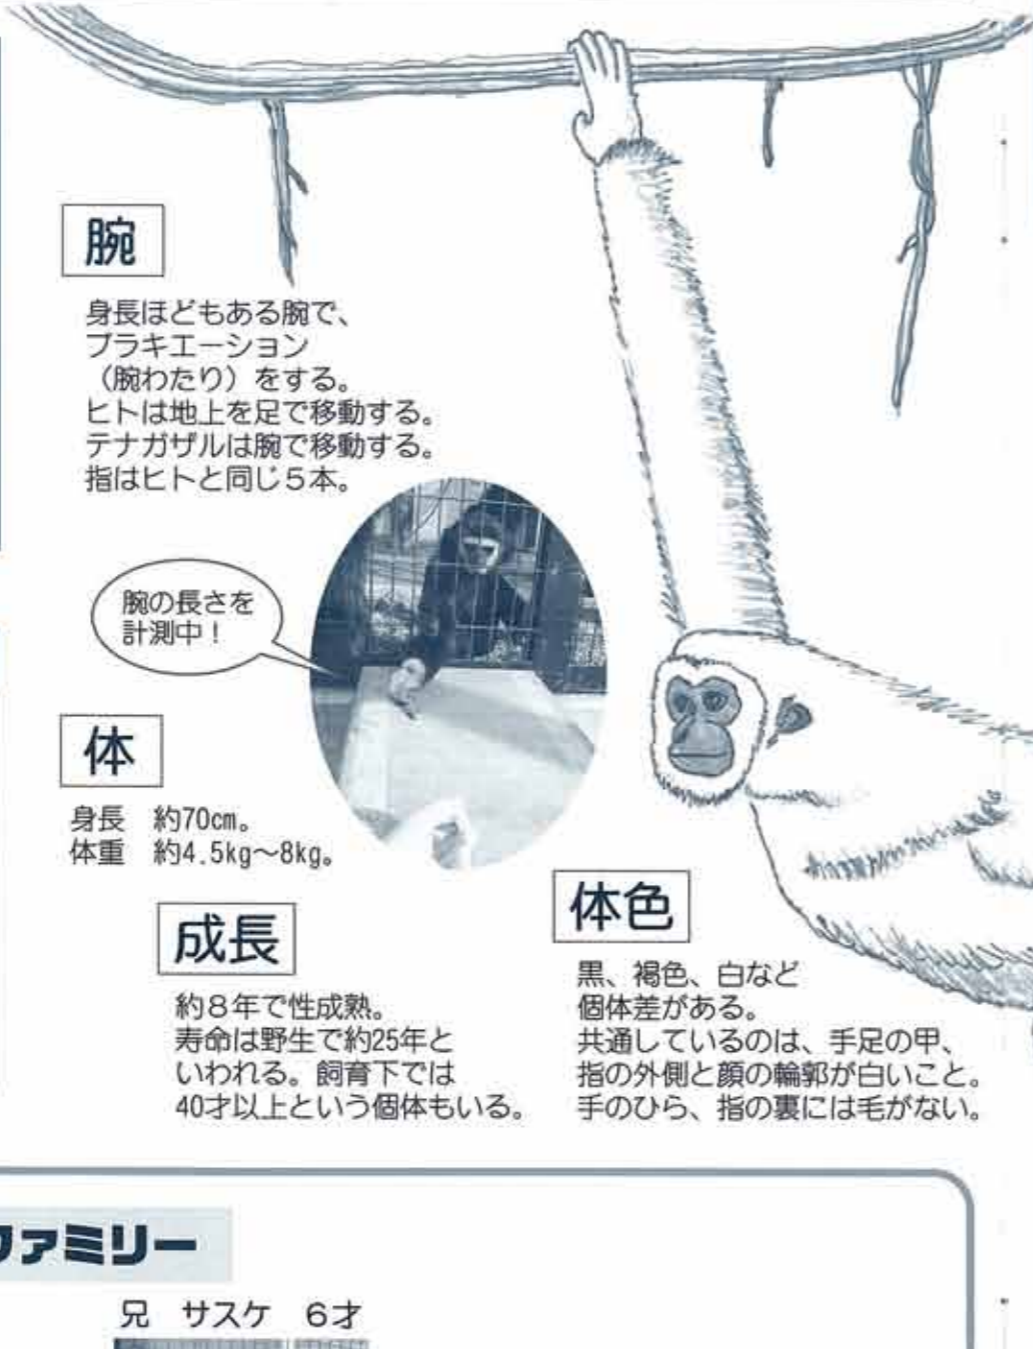 腕
身長ほどもある腕で、
ブラキエーション
(腕わたり)をする。
ヒトは地上を足で移動する。
テナガザルは腕で移動する。
指はヒトと同じ5本。
腕の長さを
計測中!
体
身長 約70cm。
体重 約4.5kg~8kg。
成長
約8年で性成熟。
寿命は野生で約25年と
いわれる。飼育下では
40才以上という個体もいる。
体色
黒、褐色、白など
個体差がある。
共通しているのは、手足の甲、
指の外側と顔の輪郭が白いこと。
手のひら、指の裏には毛がない。
ファミリー
兄 サスケ 6才